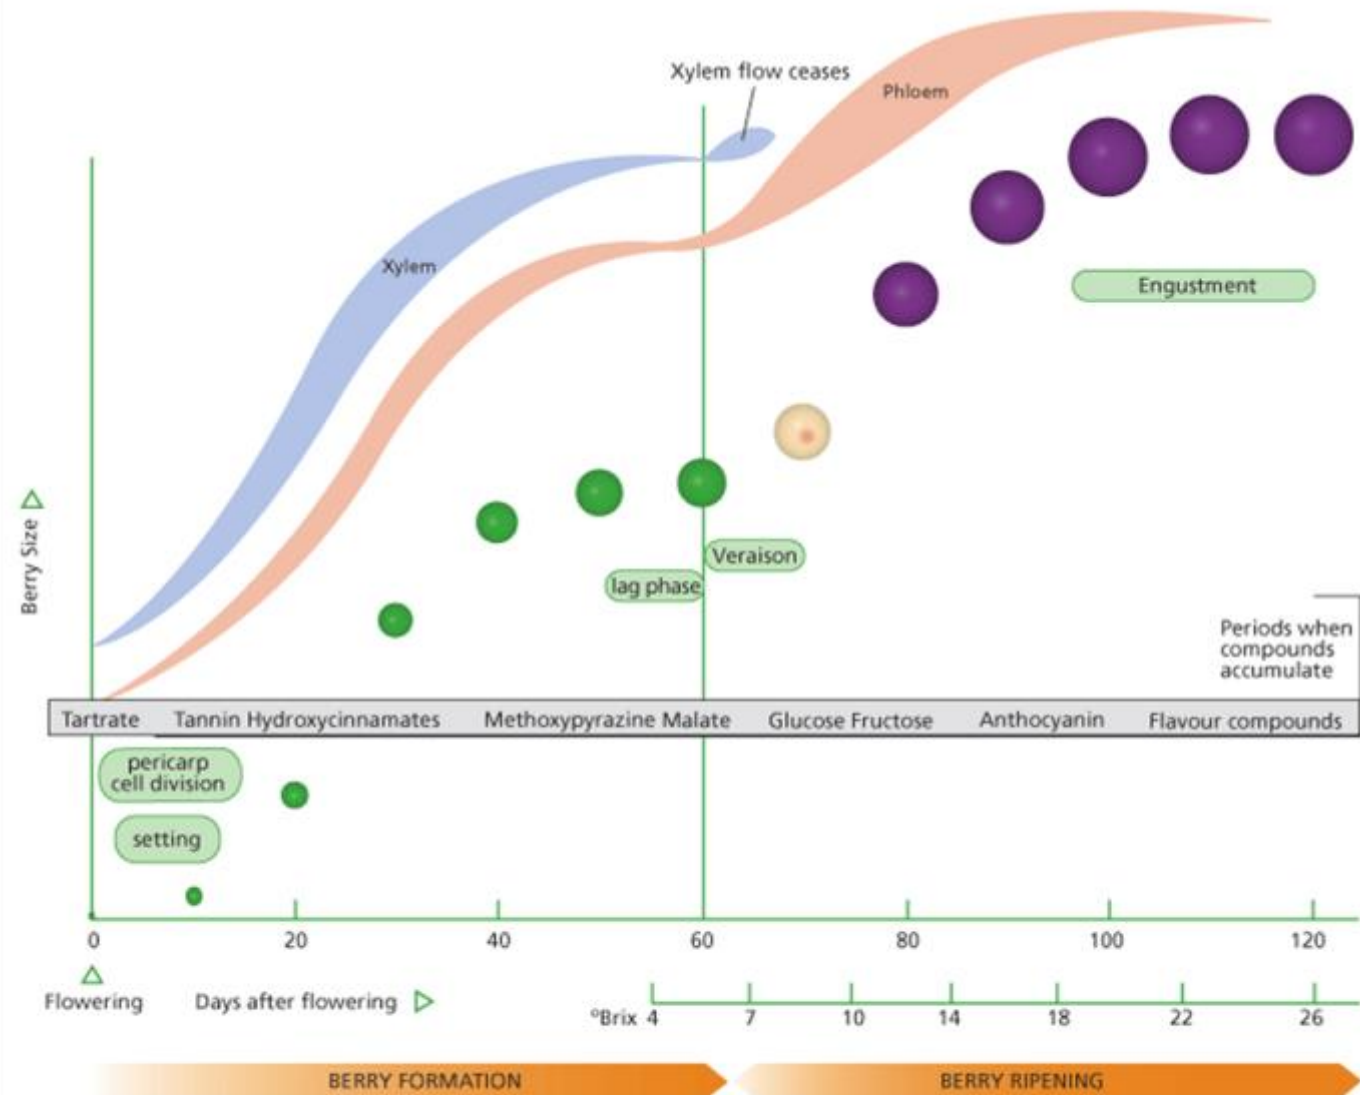 Xylem flow ceases
Phloem
Xylem
Engustment
Berry Size
Veraison
lag phase
Periods when
compounds
accumulate
Tartrate Tannin Hydroxycinnamates Methoxypyrazine Malate Glucose Fructose Anthocyanin Flavour compounds
pericarp
cell division
setting
0 20 40 60 80 100 120
Flowering Days after flowering
ºBrix 4 7 10 14 18 22 26
BERRY FORMATION BERRY RIPENING